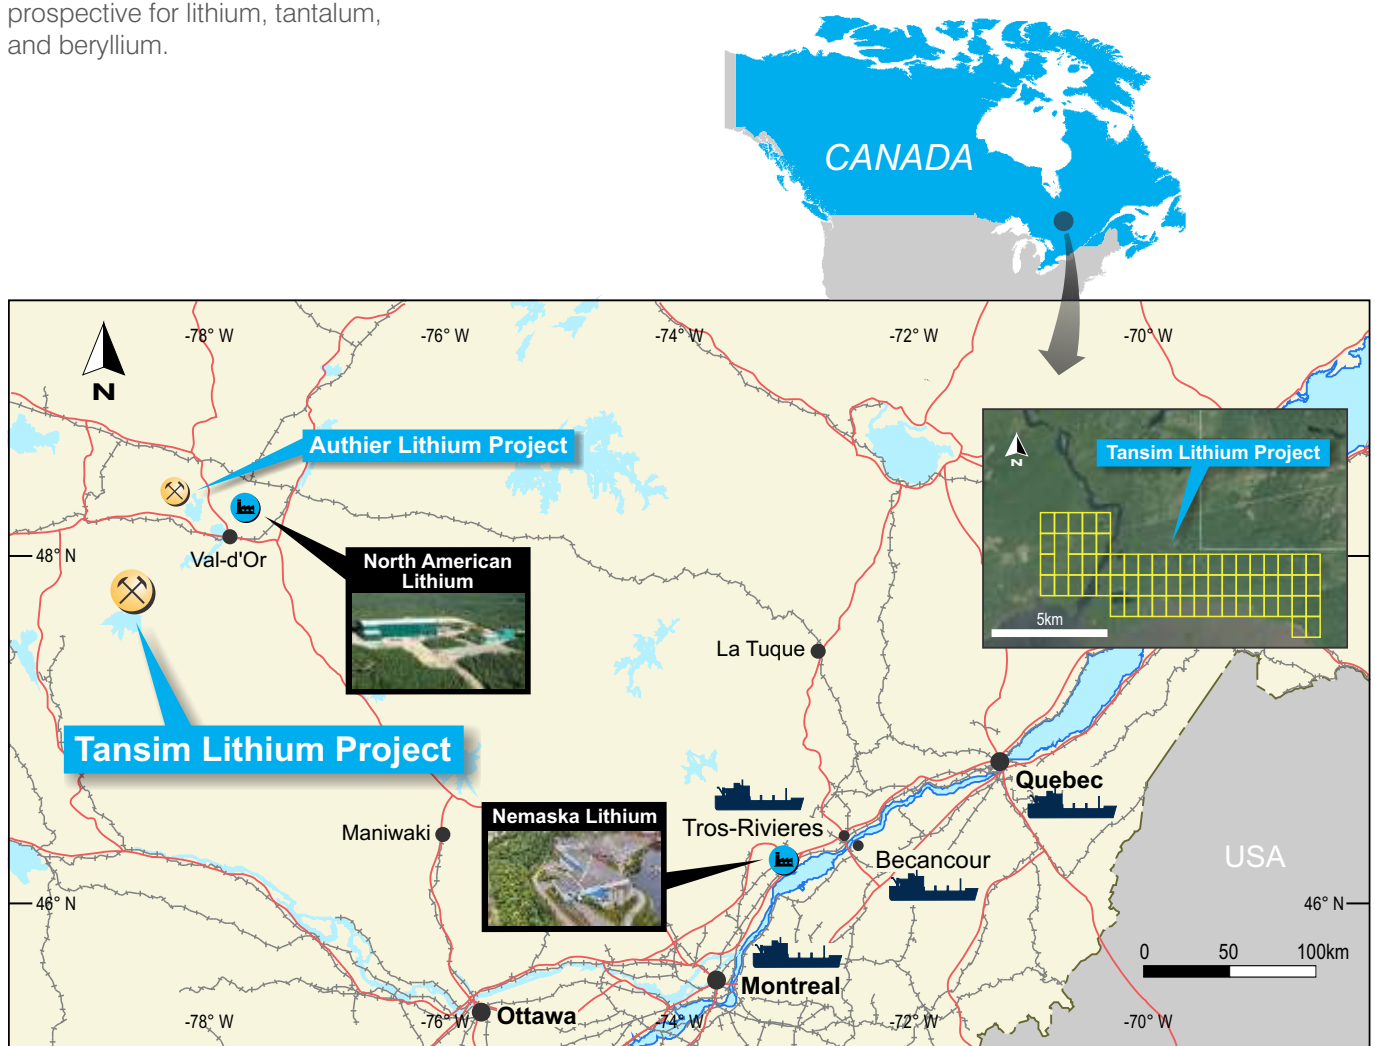 prospective for lithium, tantalum,
and beryllium.
CANADA
-78° W
-76° W
-74° W
-72° W
-70° W
N
Authier Lithium Project
N
Tansim Lithium Project
48° N
Val-d'Or
North American
Lithium
5km
La Tuque
Tansim Lithium Project
Quebec
Nemaska Lithium
Tros-Rivieres
Maniwaki
Becancour
USA
46° N
46° N
0 50 100km
Montreal
Ottawa
-78° W
-76° W
-74° W
-72° W
-70° W